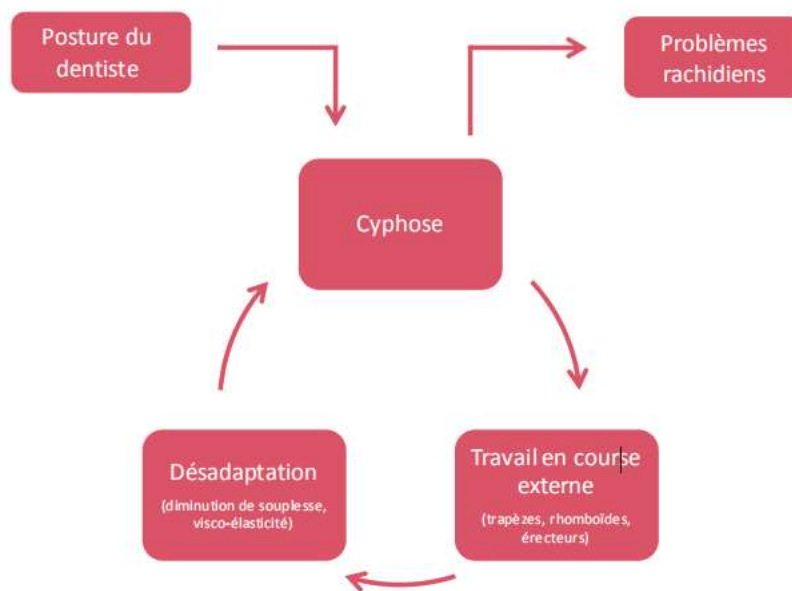 Posture du
dentiste
Problèmes
rachidiens
Cyphose
Désadaptation
(diminution de souplesse,
visco-élasticité)
Travail en course
externe
(trapèzes, rhomboïdes,
érecteurs)